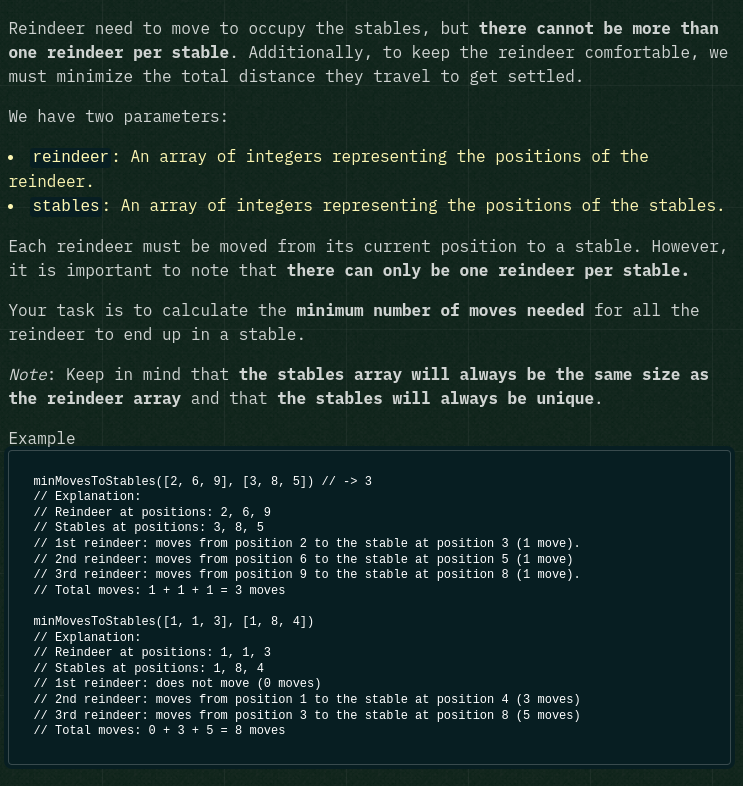 Reindeer need to move to occupy the stables, but there cannot be more than
one reindeer per stable. Additionally, to keep the reindeer comfortable, we
must minimize the total distance they travel to get settled.
We have two parameters:
• reindeer: An array of integers representing the positions of the
reindeer.
• stables: An array of integers representing the positions of the stables.
Each reindeer must be moved from its current position to a stable. However,
it is important to note that there can only be one reindeer per stable.
Your task is to calculate the minimum number of moves needed for all the
reindeer to end up in a stable.
Note: Keep in mind that the stables array will always be the same size as
the reindeer array and that the stables will always be unique.
Example
minMovesToStables([2, 6, 9], [3, 8, 5]) // -> 3
// Explanation:
// Reindeer at positions: 2, 6, 9
// Stables at positions: 3, 8, 5
// 1st reindeer: moves from position 2 to the stable at position 3 (1 move).
// 2nd reindeer: moves from position 6 to the stable at position 5 (1 move)
// 3rd reindeer: moves from position 9 to the stable at position 8 (1 move).
// Total moves: 1 + 1 + 1 = 3 moves
minMovesToStables([1, 1, 3], [1, 8, 4])
// Explanation:
// Reindeer at positions: 1, 1, 3
// Stables at positions: 1, 8, 4
// 1st reindeer: does not move (0 moves)
// 2nd reindeer: moves from position 1 to the stable at position 4 (3 moves)
// 3rd reindeer: moves from position 3 to the stable at position 8 (5 moves)
// Total moves: 0 + 3 + 5 = 8 moves